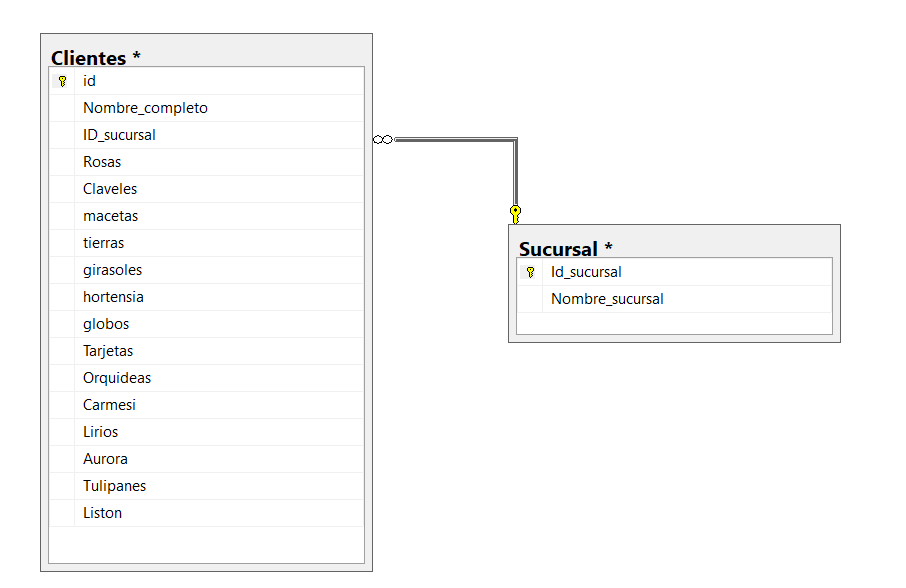 Clientes *
id
Nombre_completo
ID_sucursal
Rosas
Claveles
macetas
tierras
girasoles
hortensia
globos
Tarjetas
Orquideas
Carmesi
Lirios
Aurora
Tulipanes
Liston
Sucursal *
Id_sucursal
Nombre_sucursal